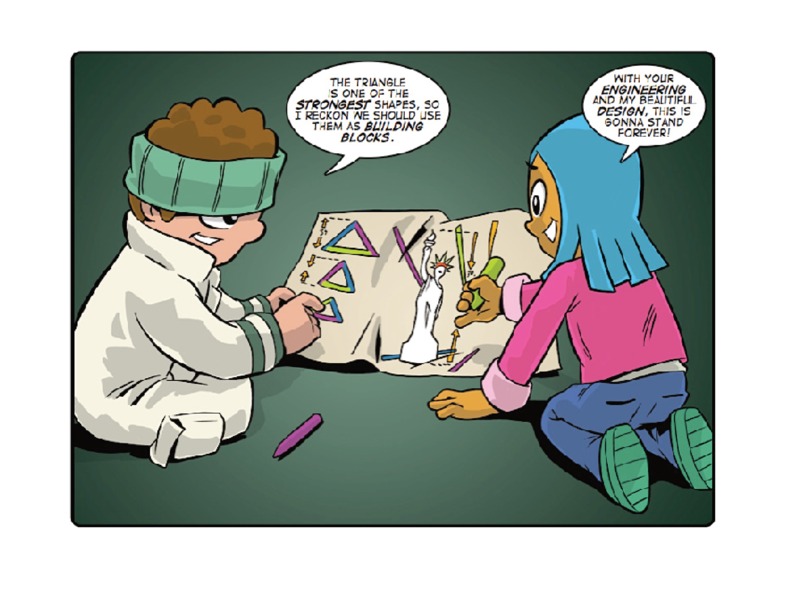 THE TRIANGLE
IS ONE OF THE
STRONGEST SHAPES, SO
I RECKON WE SHOULD USE
THEM AS BUILDING
BLOCKS.
WITH YOUR
ENGINEERING
AND MY BEAUTIFUL
DESIGN, THIS IS
GONNA STAND
FOREVER!